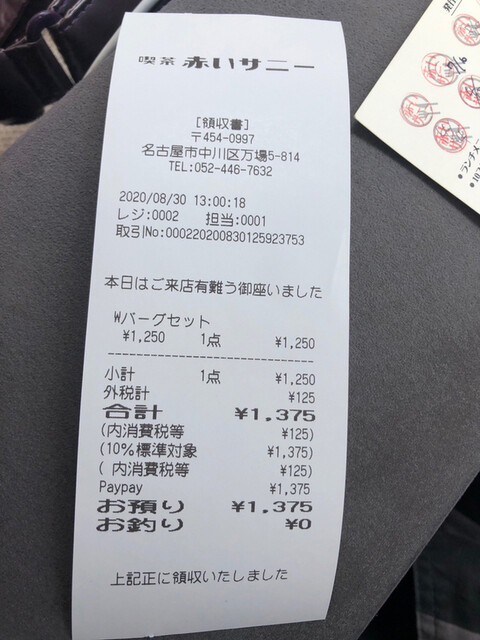 喫茶 赤いサニー
[領収書]
〒454-0997
名古屋市中川区万場5-814
TEL:052-446-7632
2020/08/30 13:00:18
レジ:0002 担当:0001
取引No:000220200830125923753
本日はご来店有難う御座いました
Wバーグセット
¥1,250 1点 ¥1,250
小計 1点 ¥1,250
外税計 ¥125
合計 ¥1,375
(内消費税等 ¥125)
(10%標準対象 ¥1,375)
( 内消費税等 ¥125)
Paypay ¥1,375
お預り ¥1,375
お釣り ¥0
上記正に領収いたしました